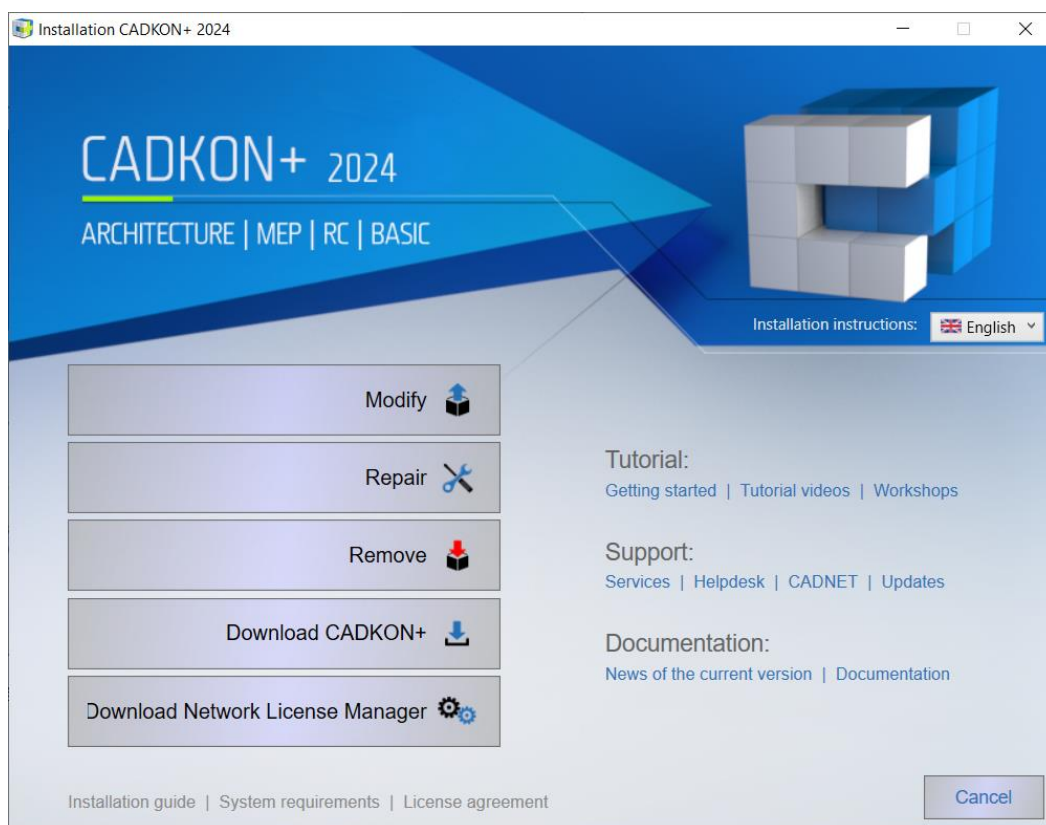 Installation CADKON+ 2024
CADKON+ 2024
ARCHITECTURE | MEP | RC | BASIC
Installation instructions: English
Modify
Repair
Remove
Download CADKON+
Download Network License Manager
Tutorial:
Getting started | Tutorial videos | Workshops
Support:
Services | Helpdesk | CADNET | Updates
Documentation:
News of the current version | Documentation
Installation guide | System requirements | License agreement
Cancel